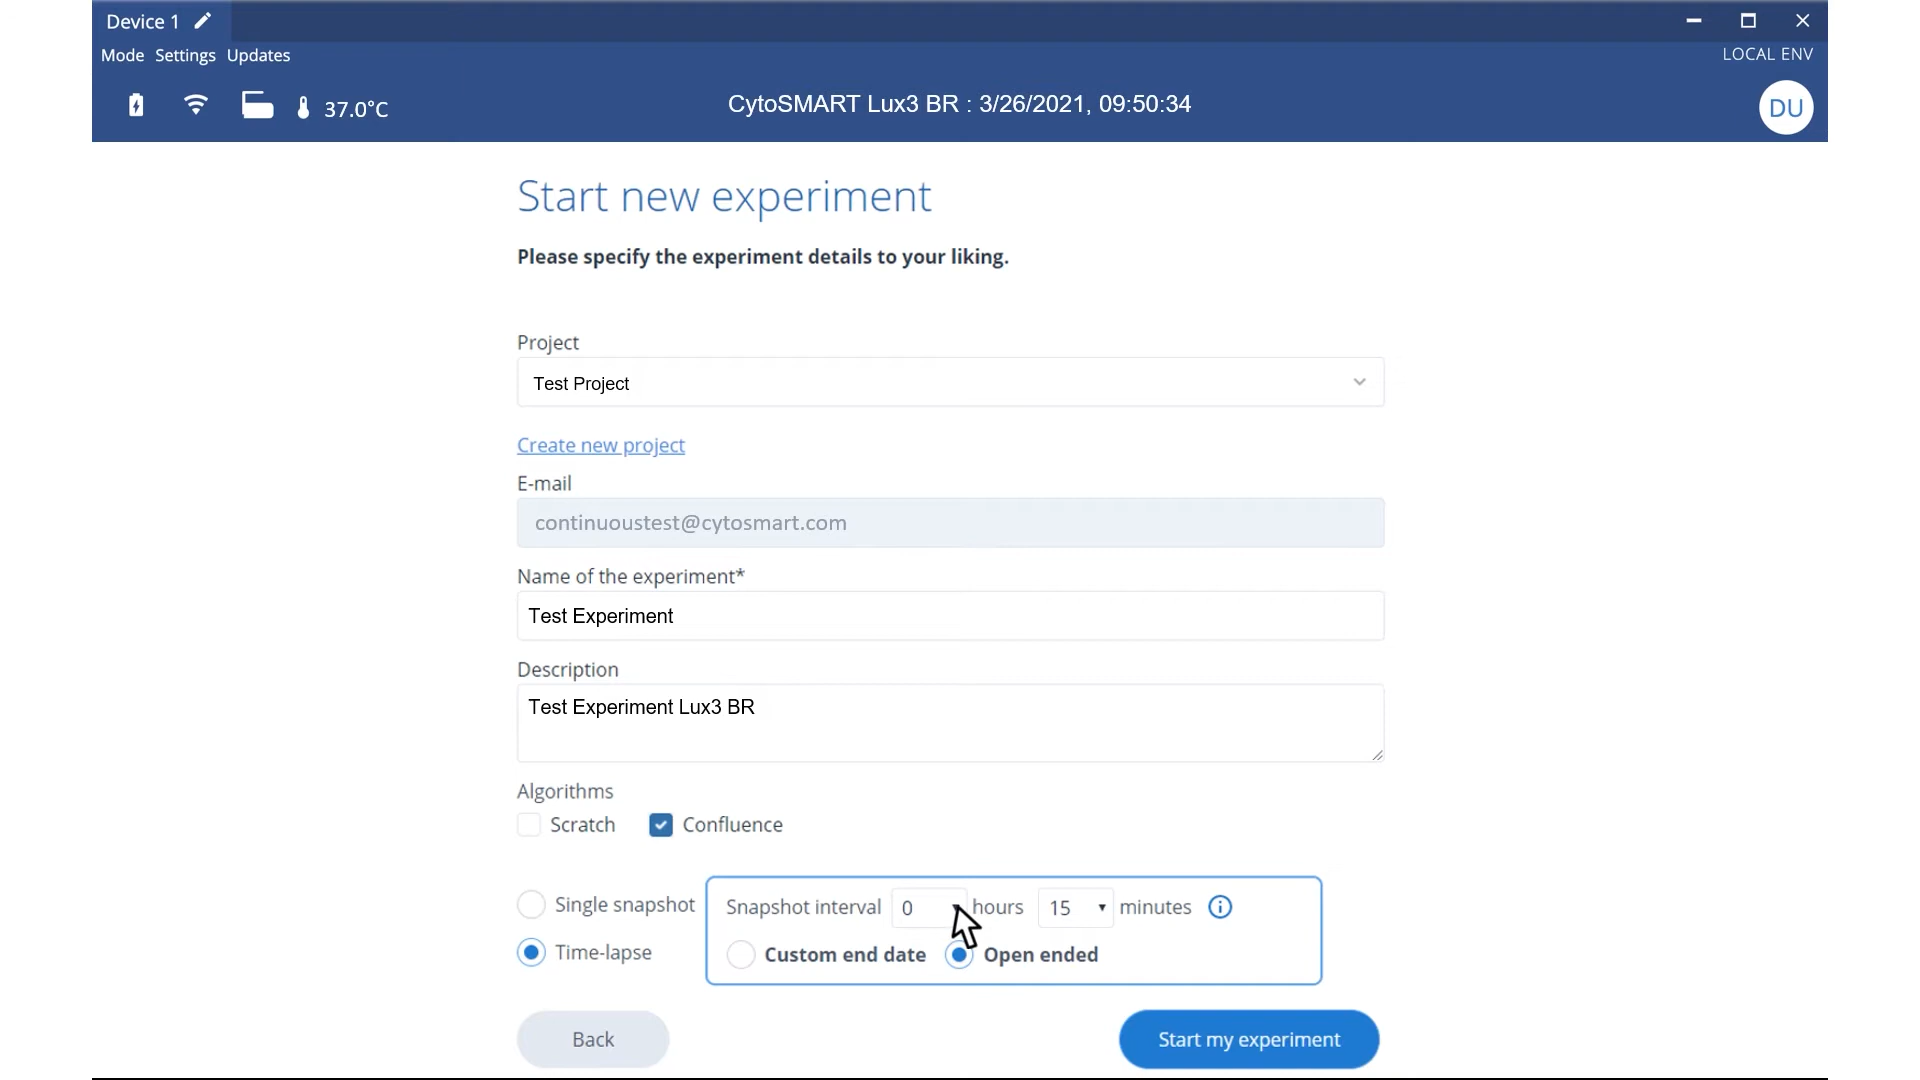 Device 1
Mode Settings Updates
LOCAL ENV
37.0°C
CytoSMART Lux3 BR : 3/26/2021, 09:50:34
DU
Start new experiment
Please specify the experiment details to your liking.
Project
Test Project
Create new project
E-mail
continuoustest@cytosmart.com
Name of the experiment*
Test Experiment
Description
Test Experiment Lux3 BR
Algorithms
Scratch Confluence
Single snapshot Snapshot interval 0 hours 15 minutes
Time-lapse Custom end date Open ended
Back Start my experiment